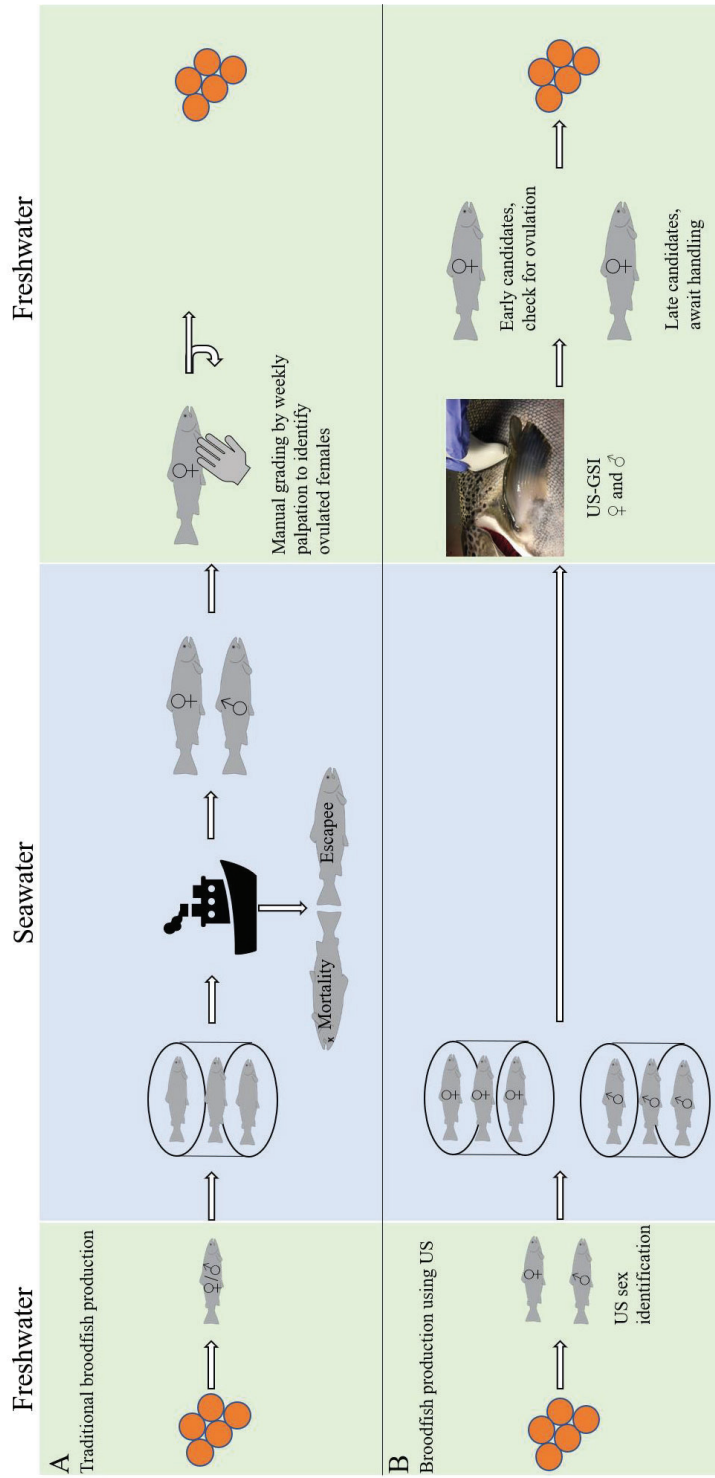 Freshwater
Seawater
Freshwater
A
Traditional broodfish production
♀/♂
Mortality
x
Escapee
♀
♂
♀
Manual grading by weekly
palpation to identify
ovulated females
B
Broodfish production using US
♀
♂
US sex
identification
♀
♀
♀
♂
♂
♂
US-GSI
♀ and ♂
♀
Early candidates,
check for ovulation
♀
Late candidates,
await handling